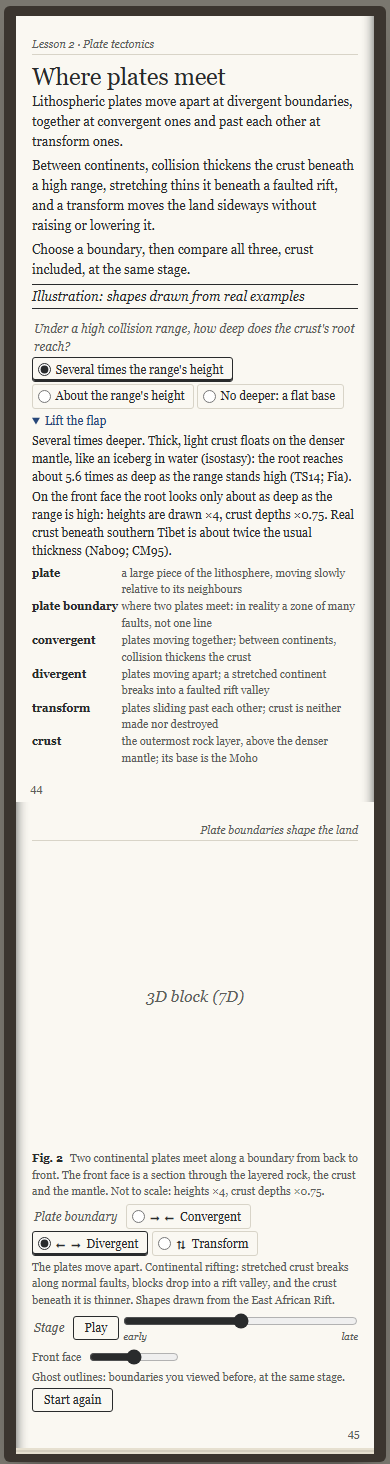 Lesson 2 · Plate tectonics
Where plates meet
Lithospheric plates move apart at divergent boundaries,
together at convergent ones and past each other at
transform ones.
Between continents, collision thickens the crust beneath
a high range, stretching thins it beneath a faulted rift,
and a transform moves the land sideways without
raising or lowering it.
Choose a boundary, then compare all three, crust
included, at the same stage.
Illustration: shapes drawn from real examples
Under a high collision range, how deep does the crust's root
reach?
Several times the range's height
About the range's height
No deeper: a flat base
▼ Lift the flap
Several times deeper. Thick, light crust floats on the denser
mantle, like an iceberg in water (isostasy): the root reaches
about 5.6 times as deep as the range stands high (TS14; Fia).
On the front face the root looks only about as deep as the
range is high: heights are drawn ×4, crust depths ×0.75. Real
crust beneath southern Tibet is about twice the usual
thickness (Nab09; CM95).
plate a large piece of the lithosphere, moving slowly
relative to its neighbours
plate boundary where two plates meet: in reality a zone of many
faults, not one line
convergent plates moving together; between continents,
collision thickens the crust
divergent plates moving apart; a stretched continent
breaks into a faulted rift valley
transform plates sliding past each other; crust is neither
made nor destroyed
crust the outermost rock layer, above the denser
mantle; its base is the Moho
44
Plate boundaries shape the land
3D block (7D)
Fig. 2 Two continental plates meet along a boundary from back to
front. The front face is a section through the layered rock, the crust
and the mantle. Not to scale: heights ×4, crust depths ×0.75.
Plate boundary → ← Convergent
← → Divergent ⇅ Transform
The plates move apart. Continental rifting: stretched crust breaks
along normal faults, blocks drop into a rift valley, and the crust
beneath it is thinner. Shapes drawn from the East African Rift.
Stage Play early late
Front face
Ghost outlines: boundaries you viewed before, at the same stage.
Start again
45